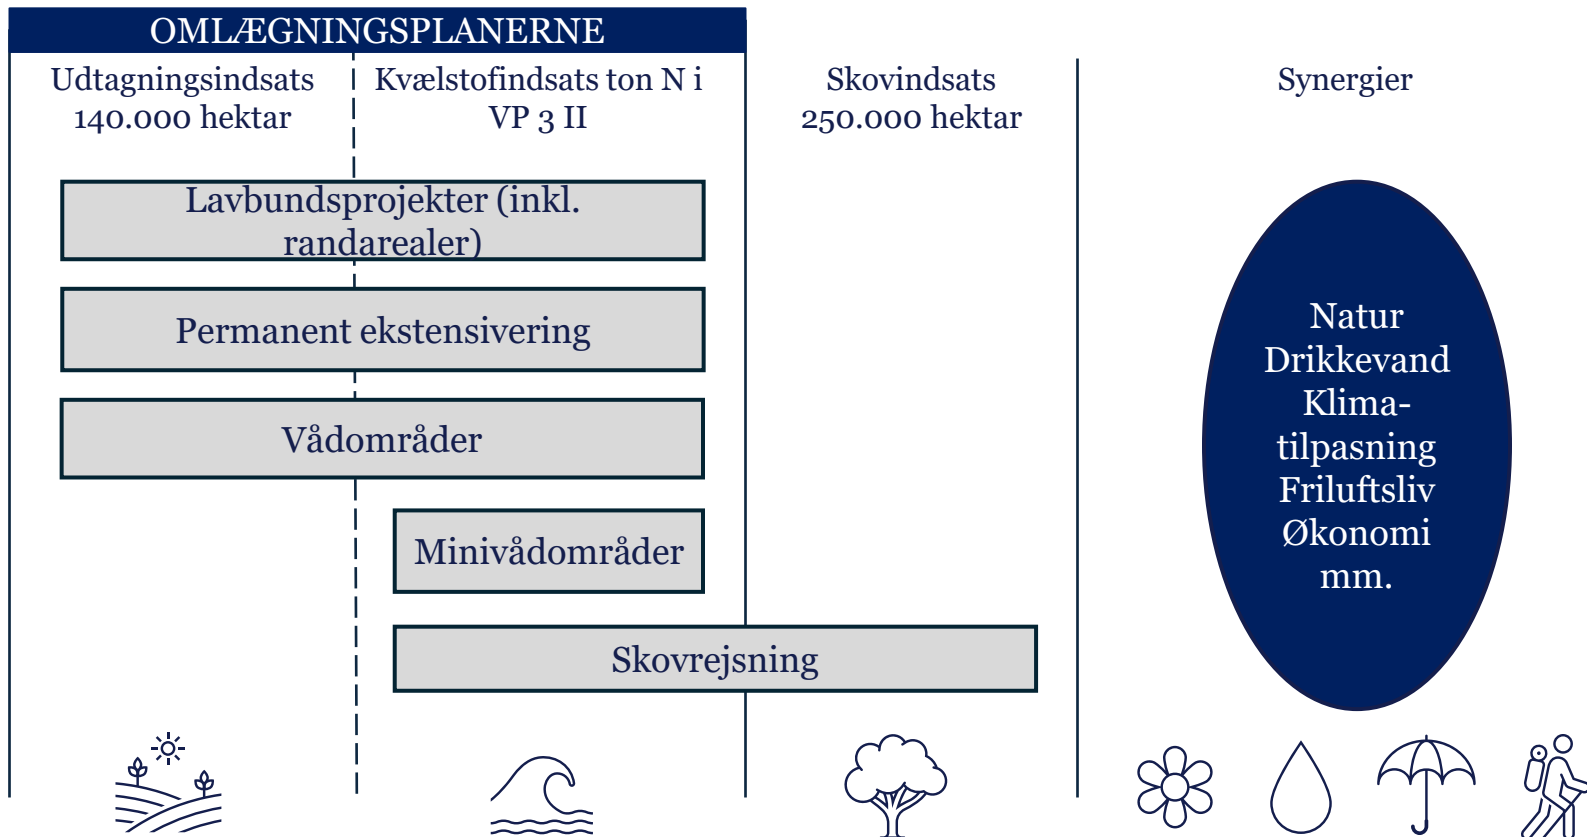 OMLÆGNINGSPLANERNE
Udtagningsindsats
140.000 hektar
Kvælstofindsats ton N i
VP 3 II
Skovindsats
250.000 hektar
Synergier
Lavbundsprojekter (inkl.
randarealer)
Permanent ekstensivering
Vådområder
Minivådområder
Skovrejsning
Natur
Drikkevand
Klima-
tilpasning
Friluftsliv
Økonomi
mm.